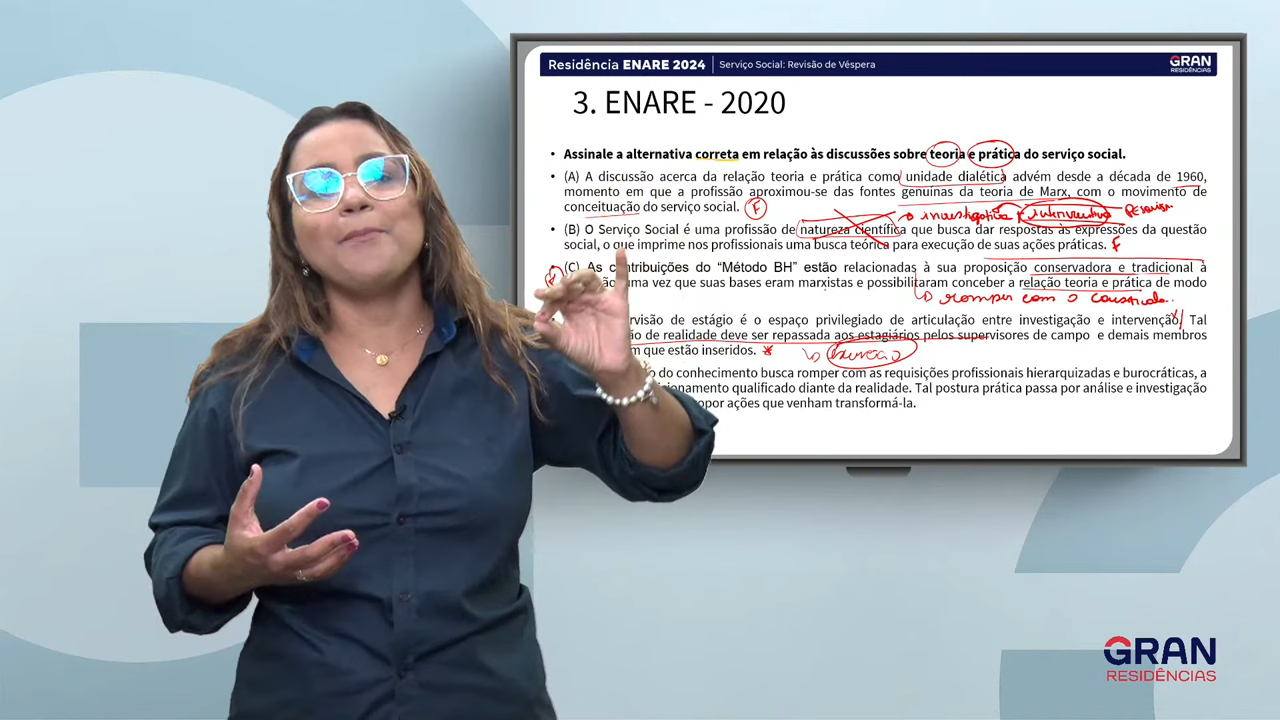 Residência ENARE 2024 | Serviço Social: Revisão de Véspera
GRAN
RESIDÊNCIAS
3. ENARE - 2020
• Assinale a alternativa correta em relação às discussões sobre teoria e prática do serviço social.
• (A) A discussão acerca da relação teoria e prática como unidade dialética advém desde a década de 1960,
momento em que a profissão aproximou-se das fontes genuínas da teoria de Marx, com o movimento de
conceituação do serviço social. F
investigativa e interventiva Pesquisa
• (B) O Serviço Social é uma profissão de natureza científica que busca dar respostas às expressões da questão
social, o que imprime nos profissionais uma busca teórica para execução de suas ações práticas. F
• (C) As contribuições do “Método BH” estão relacionadas à sua proposição conservadora e tradicional à
uma vez que suas bases eram marxistas e possibilitaram conceber a relação teoria e prática de modo
romper com o
visão de estágio é o espaço privilegiado de articulação entre investigação e intervenção. Tal
de realidade deve ser repassada aos estagiários pelos supervisores de campo e demais membros
que estão inseridos.
do conhecimento busca romper com as requisições profissionais hierarquizadas e burocráticas, a
qualificado diante da realidade. Tal postura prática passa por análise e investigação
ações que venham transformá-la.
GRAN
RESIDÊNCIAS